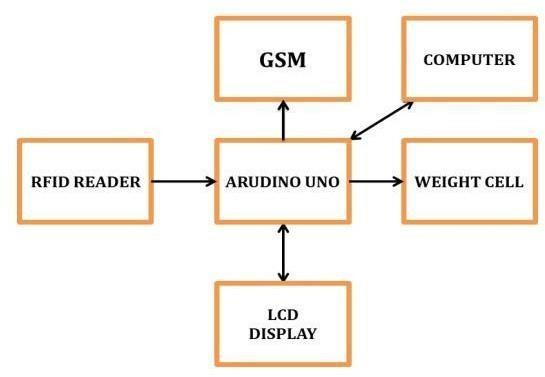 GSM
COMPUTER
RFID READER
ARUDINO UNO
WEIGHT CELL
LCD
DISPLAY